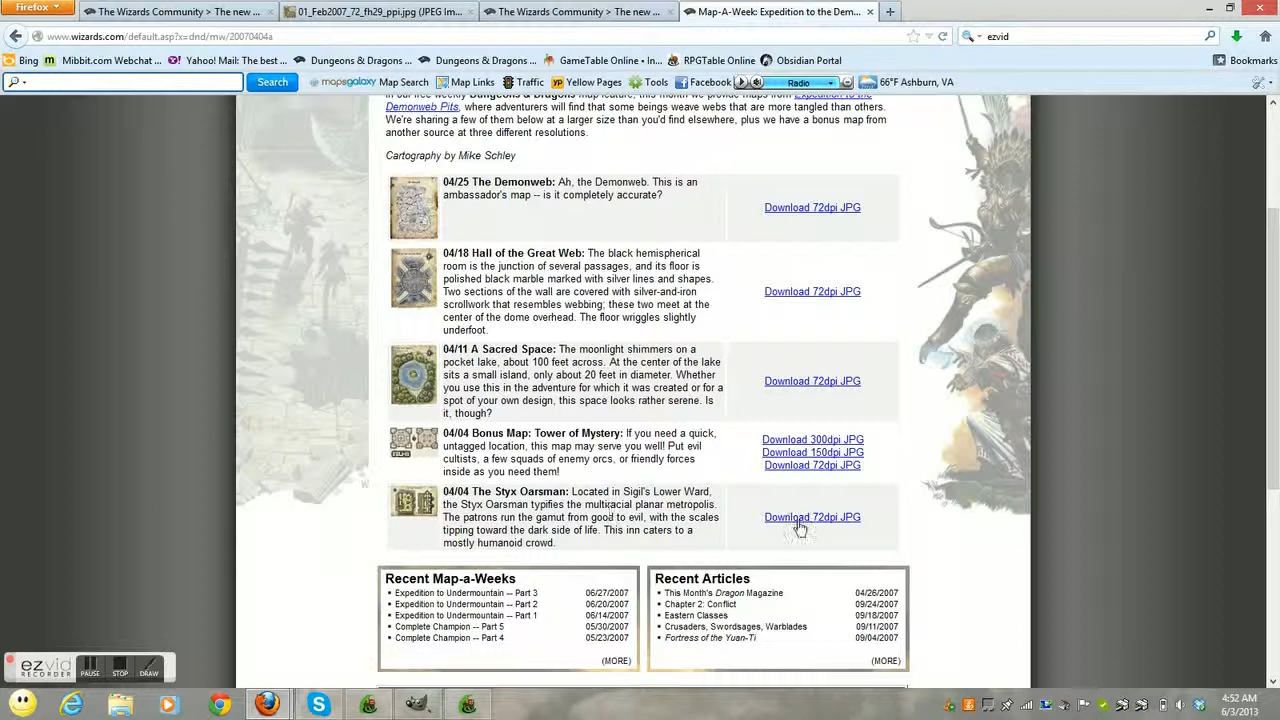 Firefox
The Wizards Community > The new ...
01_Feb2007_72_fh29_ppi.jpg (JPEG Im...
The Wizards Community > The new ...
Map-A-Week: Expedition to the Dem...
www.wizards.com/default.asp?x=dnd/mw/20070404a
ezvid
Bing
Mibbit.com Webchat ...
Yahoo! Mail: The best ...
Dungeons & Dragons ...
Dungeons & Dragons ...
GameTable Online • In...
RPGTable Online
Obsidian Portal
Bookmarks
Search
mapsgalaxy
Map Search
Map Links
Traffic
Yellow Pages
Tools
Facebook
Radio
66°F Ashburn, VA
In our weekly Dungeons & Dragons map feature, this month we provide maps from Expedition to the
Demonweb Pits, where adventurers will find that some beings weave webs that are more tangled than others.
We're sharing a few of them below at a larger size than you'd find elsewhere, plus we have a bonus map from
another source at three different resolutions.
Cartography by Mike Schley
04/25 The Demonweb: Ah, the Demonweb. This is an
ambassador's map -- is it completely accurate?
Download 72dpi JPG
04/18 Hall of the Great Web: The black hemispherical
room is the junction of several passages, and its floor is
polished black marble marked with silver lines and shapes.
Two sections of the wall are covered with silver-and-iron
scrollwork that resembles webbing; these two meet at the
center of the dome overhead. The floor wriggles slightly
underfoot.
Download 72dpi JPG
04/11 A Sacred Space: The moonlight shimmers on a
pocket lake, about 100 feet across. At the center of the lake
sits a small island, only about 20 feet in diameter. Whether
you use this in the adventure for which it was created or for a
spot of your own design, this space looks rather serene. Is
it, though?
Download 72dpi JPG
04/04 Bonus Map: Tower of Mystery: If you need a quick,
untagged location, this map may serve you well! Put evil
cultists, a few squads of enemy orcs, or friendly forces
inside as you need them!
Download 300dpi JPG
Download 150dpi JPG
Download 72dpi JPG
04/04 The Styx Oarsman: Located in Sigil's Lower Ward,
the Styx Oarsman typifies the multiracial planar metropolis.
The patrons run the gamut from good to evil, with the scales
tipping toward the dark side of life. This inn caters to a
mostly humanoid crowd.
Download 72dpi JPG
Recent Map-a-Weeks
Expedition to Undermountain -- Part 3 06/27/2007
Expedition to Undermountain -- Part 2 06/20/2007
Expedition to Undermountain -- Part 1 06/14/2007
Complete Champion -- Part 5 05/30/2007
Complete Champion -- Part 4 05/23/2007
(MORE)
Recent Articles
This Month's Dragon Magazine 04/26/2007
Chapter 2: Conflict 09/24/2007
Eastern Classes 09/18/2007
Crusaders, Swordsages, Warblades 09/11/2007
Fortress of the Yuan-Ti 09/04/2007
(MORE)
ezvid
RECORDER
PAUSE
STOP
DRAW
4:52 AM
6/3/2013